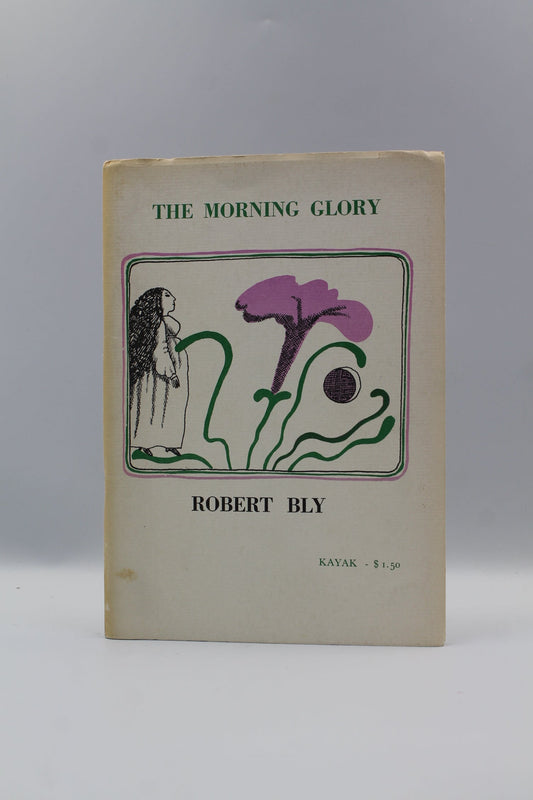 THE MORNING GLORY
ROBERT BLY
KAYAK - $1.50